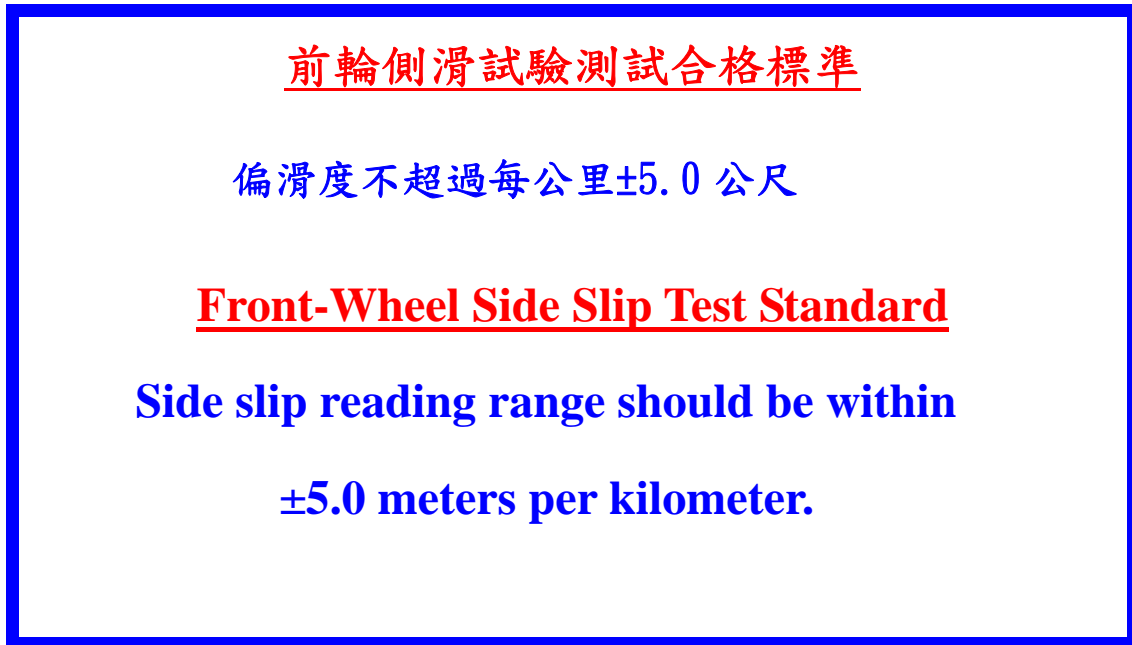 前輪側滑試驗測試合格標準
偏滑度不超過每公里±5.0 公尺
Front-Wheel Side Slip Test Standard
Side slip reading range should be within
±5.0 meters per kilometer.